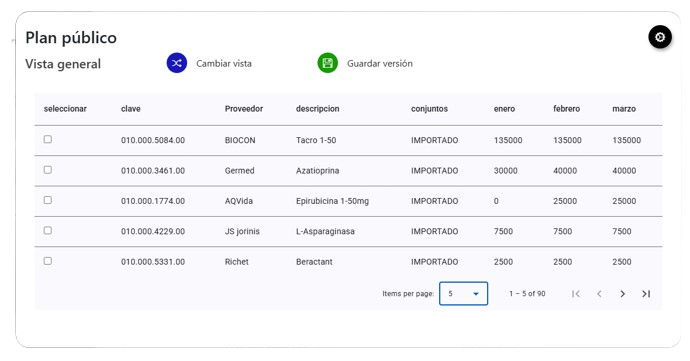 Plan público
Vista general Cambiar vista Guardar versión
seleccionar clave Proveedor descripcion conjuntos enero febrero marzo
010.000.5084.00 BIOCON Tacro 1-50 IMPORTADO 135000 135000 135000
010.000.3461.00 Germed Azatioprina IMPORTADO 30000 40000 40000
010.000.1774.00 AQVida Epirubicina 1-50mg IMPORTADO 0 25000 25000
010.000.4229.00 JS jorinis L-Asparaginasa IMPORTADO 7500 7500 7500
010.000.5331.00 Richet Beractant IMPORTADO 2500 2500 2500
Items per page: 5 1 – 5 of 90